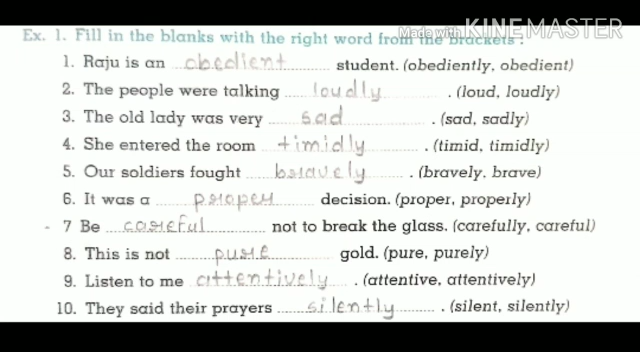 Made with KINEMASTER
Ex. 1. Fill in the blanks with the right word from the brackets :
1. Raju is an obedient student. (obediently, obedient)
2. The people were talking loudly . (loud, loudly)
3. The old lady was very sad . (sad, sadly)
4. She entered the room timidly . (timid, timidly)
5. Our soldiers fought bravely . (bravely, brave)
6. It was a proper decision. (proper, properly)
- 7 Be careful not to break the glass. (carefully, careful)
8. This is not pure gold. (pure, purely)
9. Listen to me attentively . (attentive, attentively)
10. They said their prayers silently . (silent, silently)